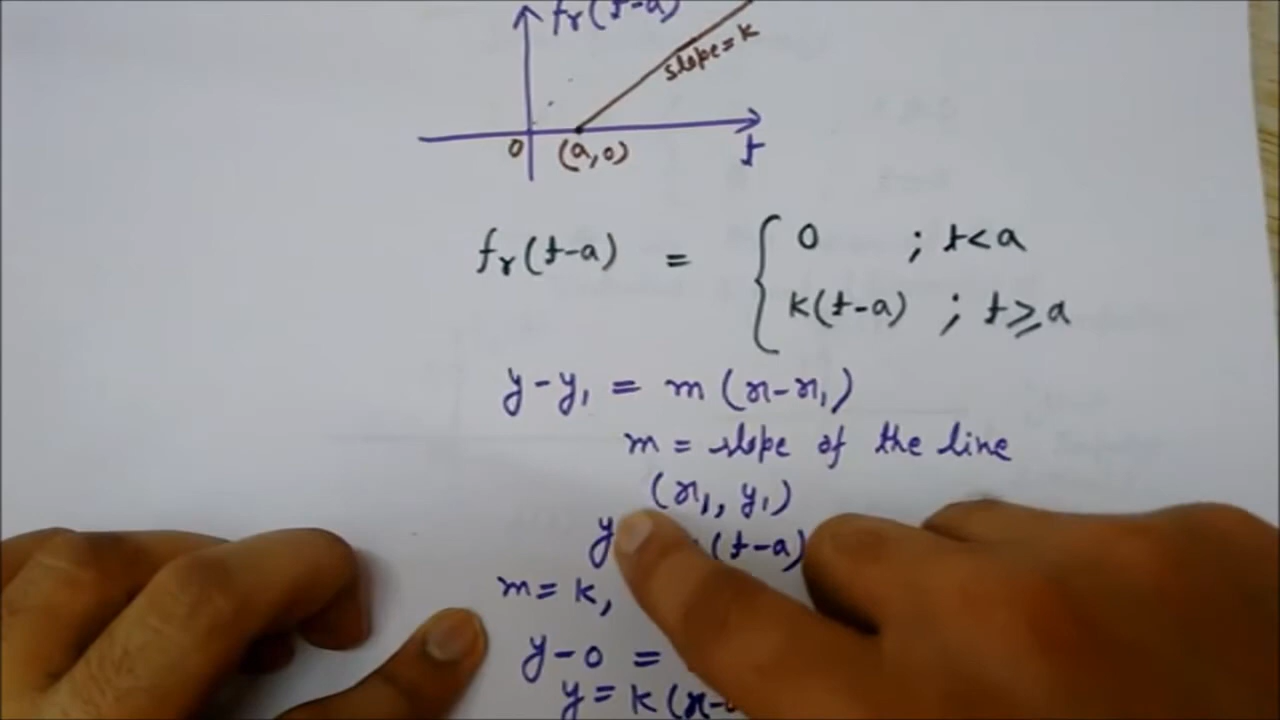 fr(t-a)
slope = K
0 (a,0) t
fr(t-a) = { 0 ; t<a
K(t-a) ; t≥a
y-y₁ = m(x-x₁)
m = slope of the line
(x₁, y₁)
y (t-a)
m = K,
y-0 =
y = K(x-